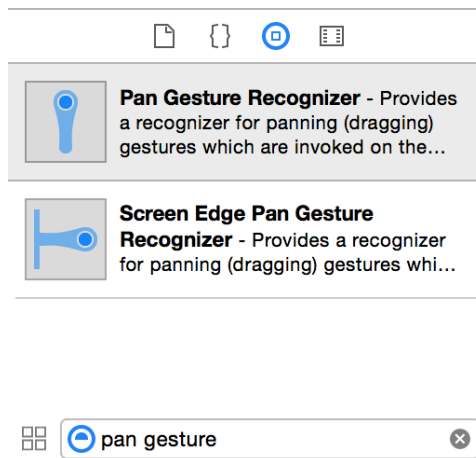 {}
Pan Gesture Recognizer - Provides
a recognizer for panning (dragging)
gestures which are invoked on the...
Screen Edge Pan Gesture
Recognizer - Provides a recognizer
for panning (dragging) gestures whi...
pan gesture